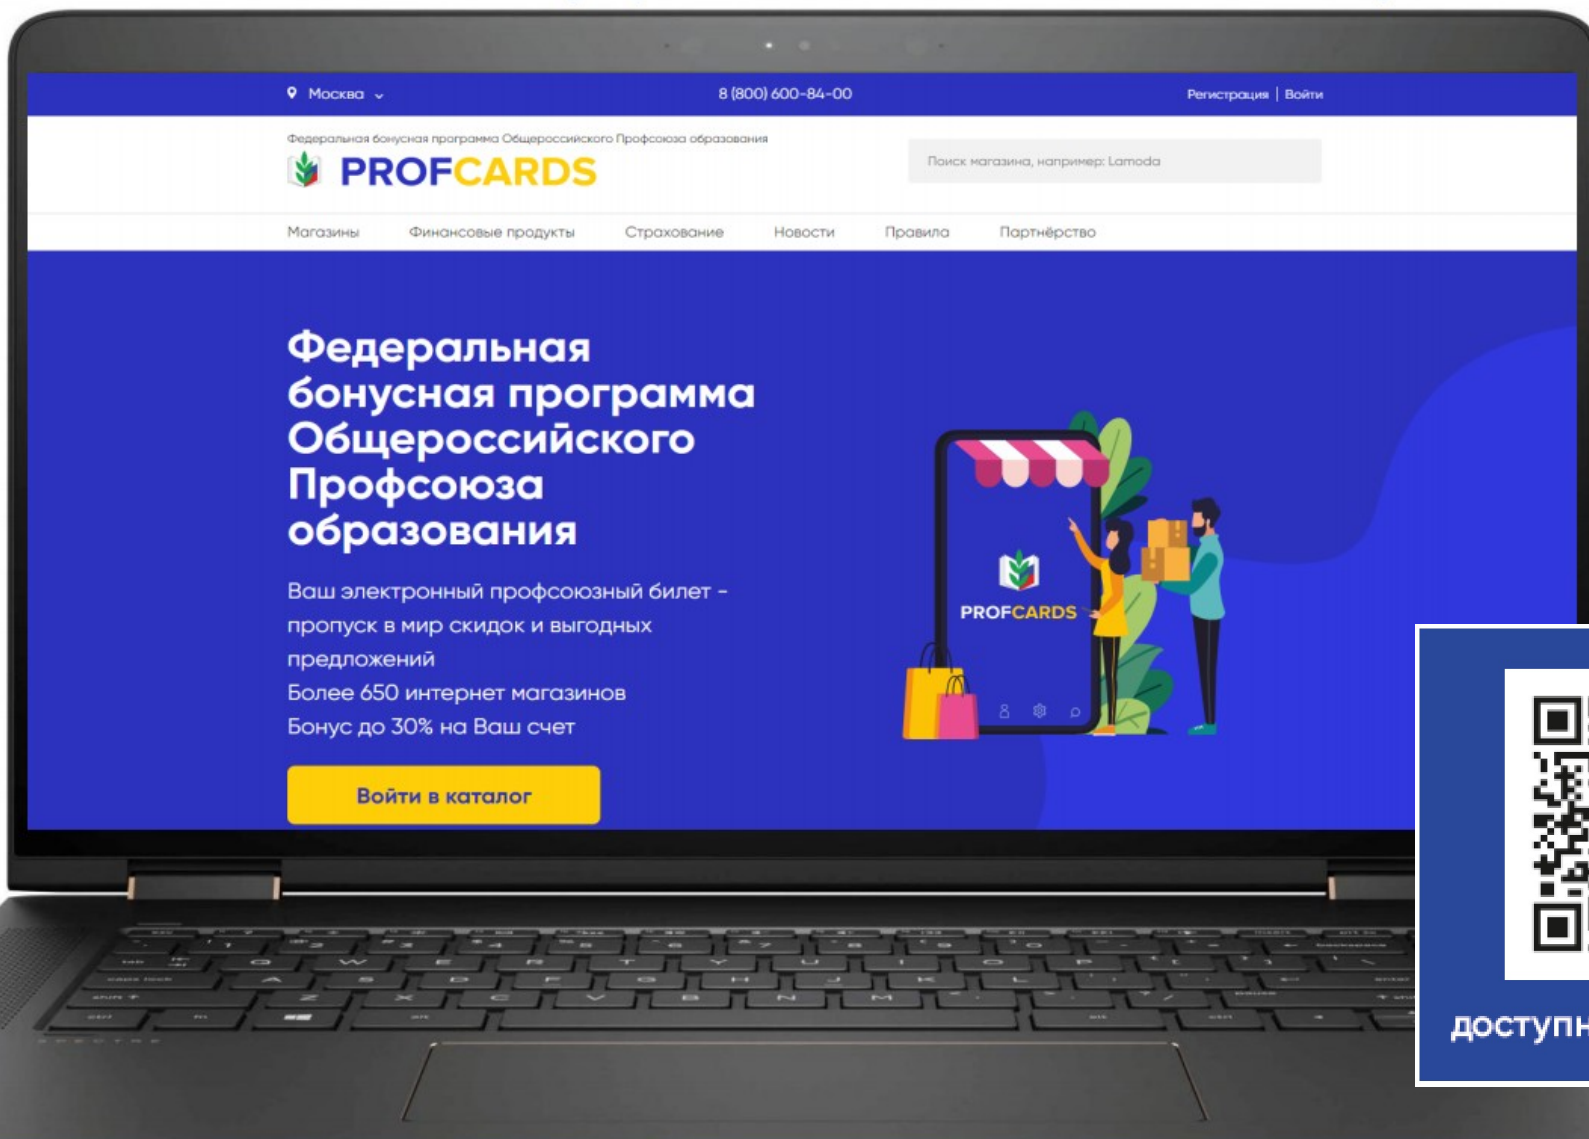 Москва
8 (800) 600-84-00
Регистрация | Войти
Федеральная бонусная программа Общероссийского Профсоюза образования
PROFCARDS
Поиск магазина, например: Lamoda
Магазины Финансовые продукты Страхование Новости Правила Партнёрство
Федеральная
бонусная программа
Общероссийского
Профсоюза
образования
Ваш электронный профсоюзный билет -
пропуск в мир скидок и выгодных
предложений
Более 650 интернет магазинов
Бонус до 30% на Ваш счет
Войти в каталог
PROFCARDS
SPECTRE